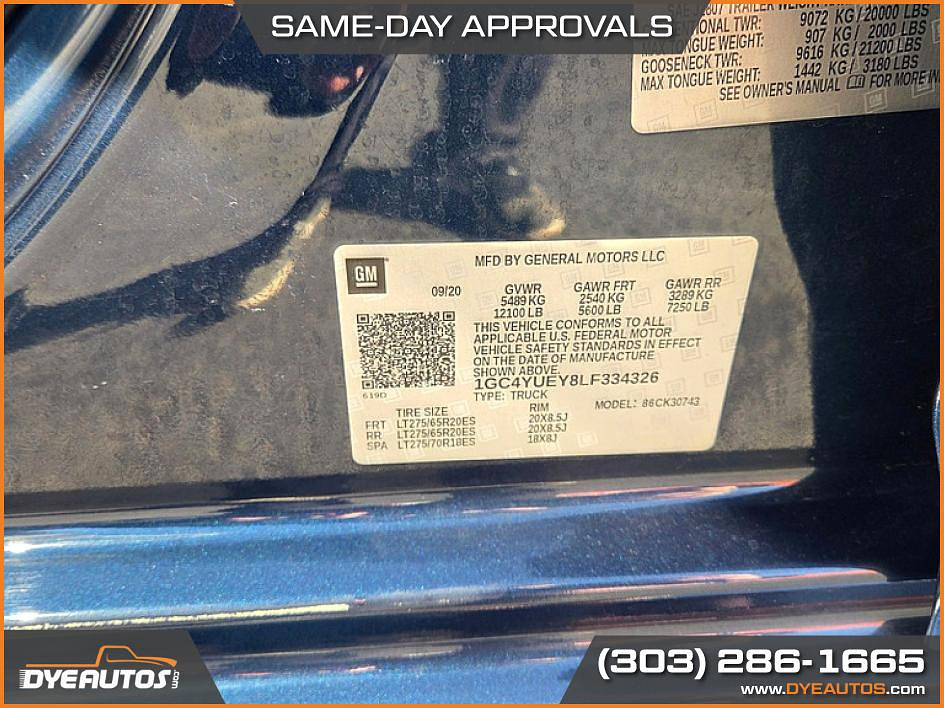 SAME-DAY APPROVALS
TRAILER WEIGHT
TWR: 9072 KG/20000 LBS
MAX TONGUE WEIGHT: 907 KG/ 2000 LBS
GOOSENECK TWR: 9616 KG/21200 LBS
MAX TONGUE WEIGHT: 1442 KG/ 3180 LBS
SEE OWNER'S MANUAL FOR MORE IN
GM
MFD BY GENERAL MOTORS LLC
09/20 GVWR GAWR FRT GAWR RR
5489 KG 2540 KG 3289 KG
12100 LB 5600 LB 7250 LB
THIS VEHICLE CONFORMS TO ALL
APPLICABLE U.S. FEDERAL MOTOR
VEHICLE SAFETY STANDARDS IN EFFECT
ON THE DATE OF MANUFACTURE
SHOWN ABOVE.
1GC4YUEY8LF334326
619D TYPE: TRUCK MODEL: 86CK30743
TIRE SIZE RIM
FRT LT275/65R20ES 20X8.5J
RR LT275/65R20ES 20X8.5J
SPA LT275/70R18ES 18X8J
DYEAUTOS.com
(303) 286-1665
www.DYEAUTOS.com